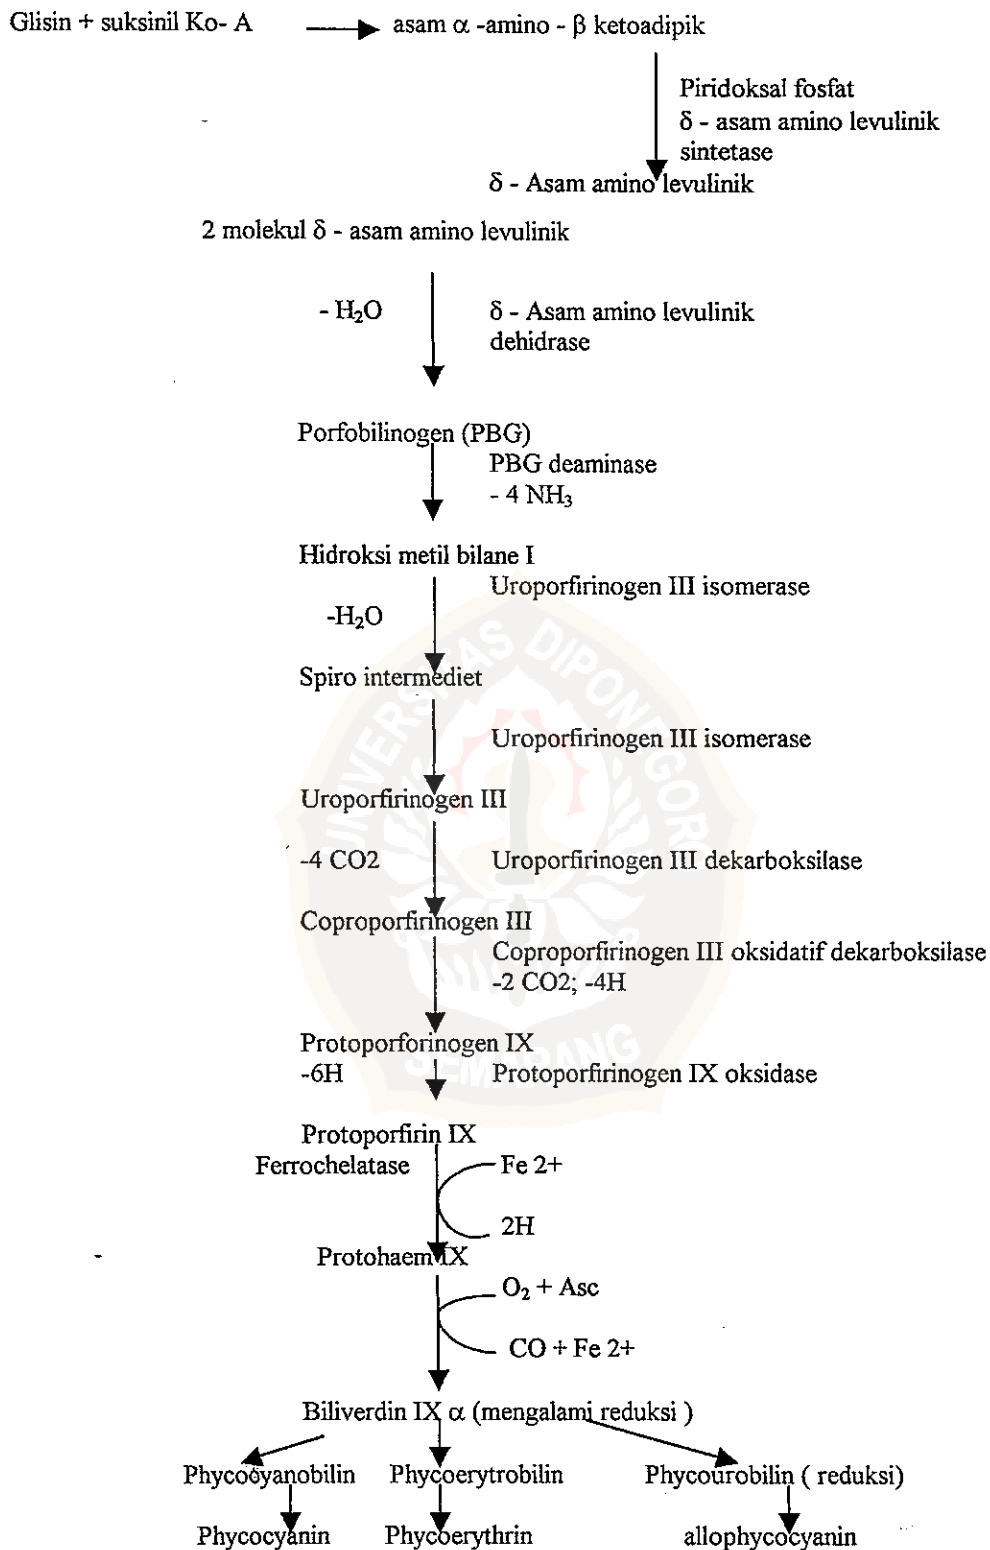 Glisin + suksinil Ko- A
asam α -amino - β ketoadipik
Piridoksal fosfat
δ - asam amino levulinik
sintetase
δ - Asam amino levulinik
2 molekul δ - asam amino levulinik
- H₂O
δ - Asam amino levulinik
dehidrase
Porfobilinogen (PBG)
PBG deaminase
- 4 NH₃
Hidroksi metil bilane I
Uroporfirinogen III isomerase
-H₂O
Spiro intermediet
Uroporfirinogen III isomerase
Uroporfirinogen III
-4 CO2
Uroporfirinogen III dekarboksilase
Coproporfirinogen III
Coproporfirinogen III oksidatif dekarboksilase
-2 CO2; -4H
Protoporforinogen IX
-6H
Protoporfirinogen IX oksidase
Protoporfirin IX
Ferrochelatase
Fe 2+
2H
Protohaem IX
O₂ + Asc
CO + Fe 2+
Biliverdin IX α (mengalami reduksi )
Phycocyanobilin
Phycoerytrobilin
Phycourobilin ( reduksi)
Phycocyanin
Phycoerythrin
allophycocyanin
UNIVERSITAS DIPONEGORO
SEMARANG